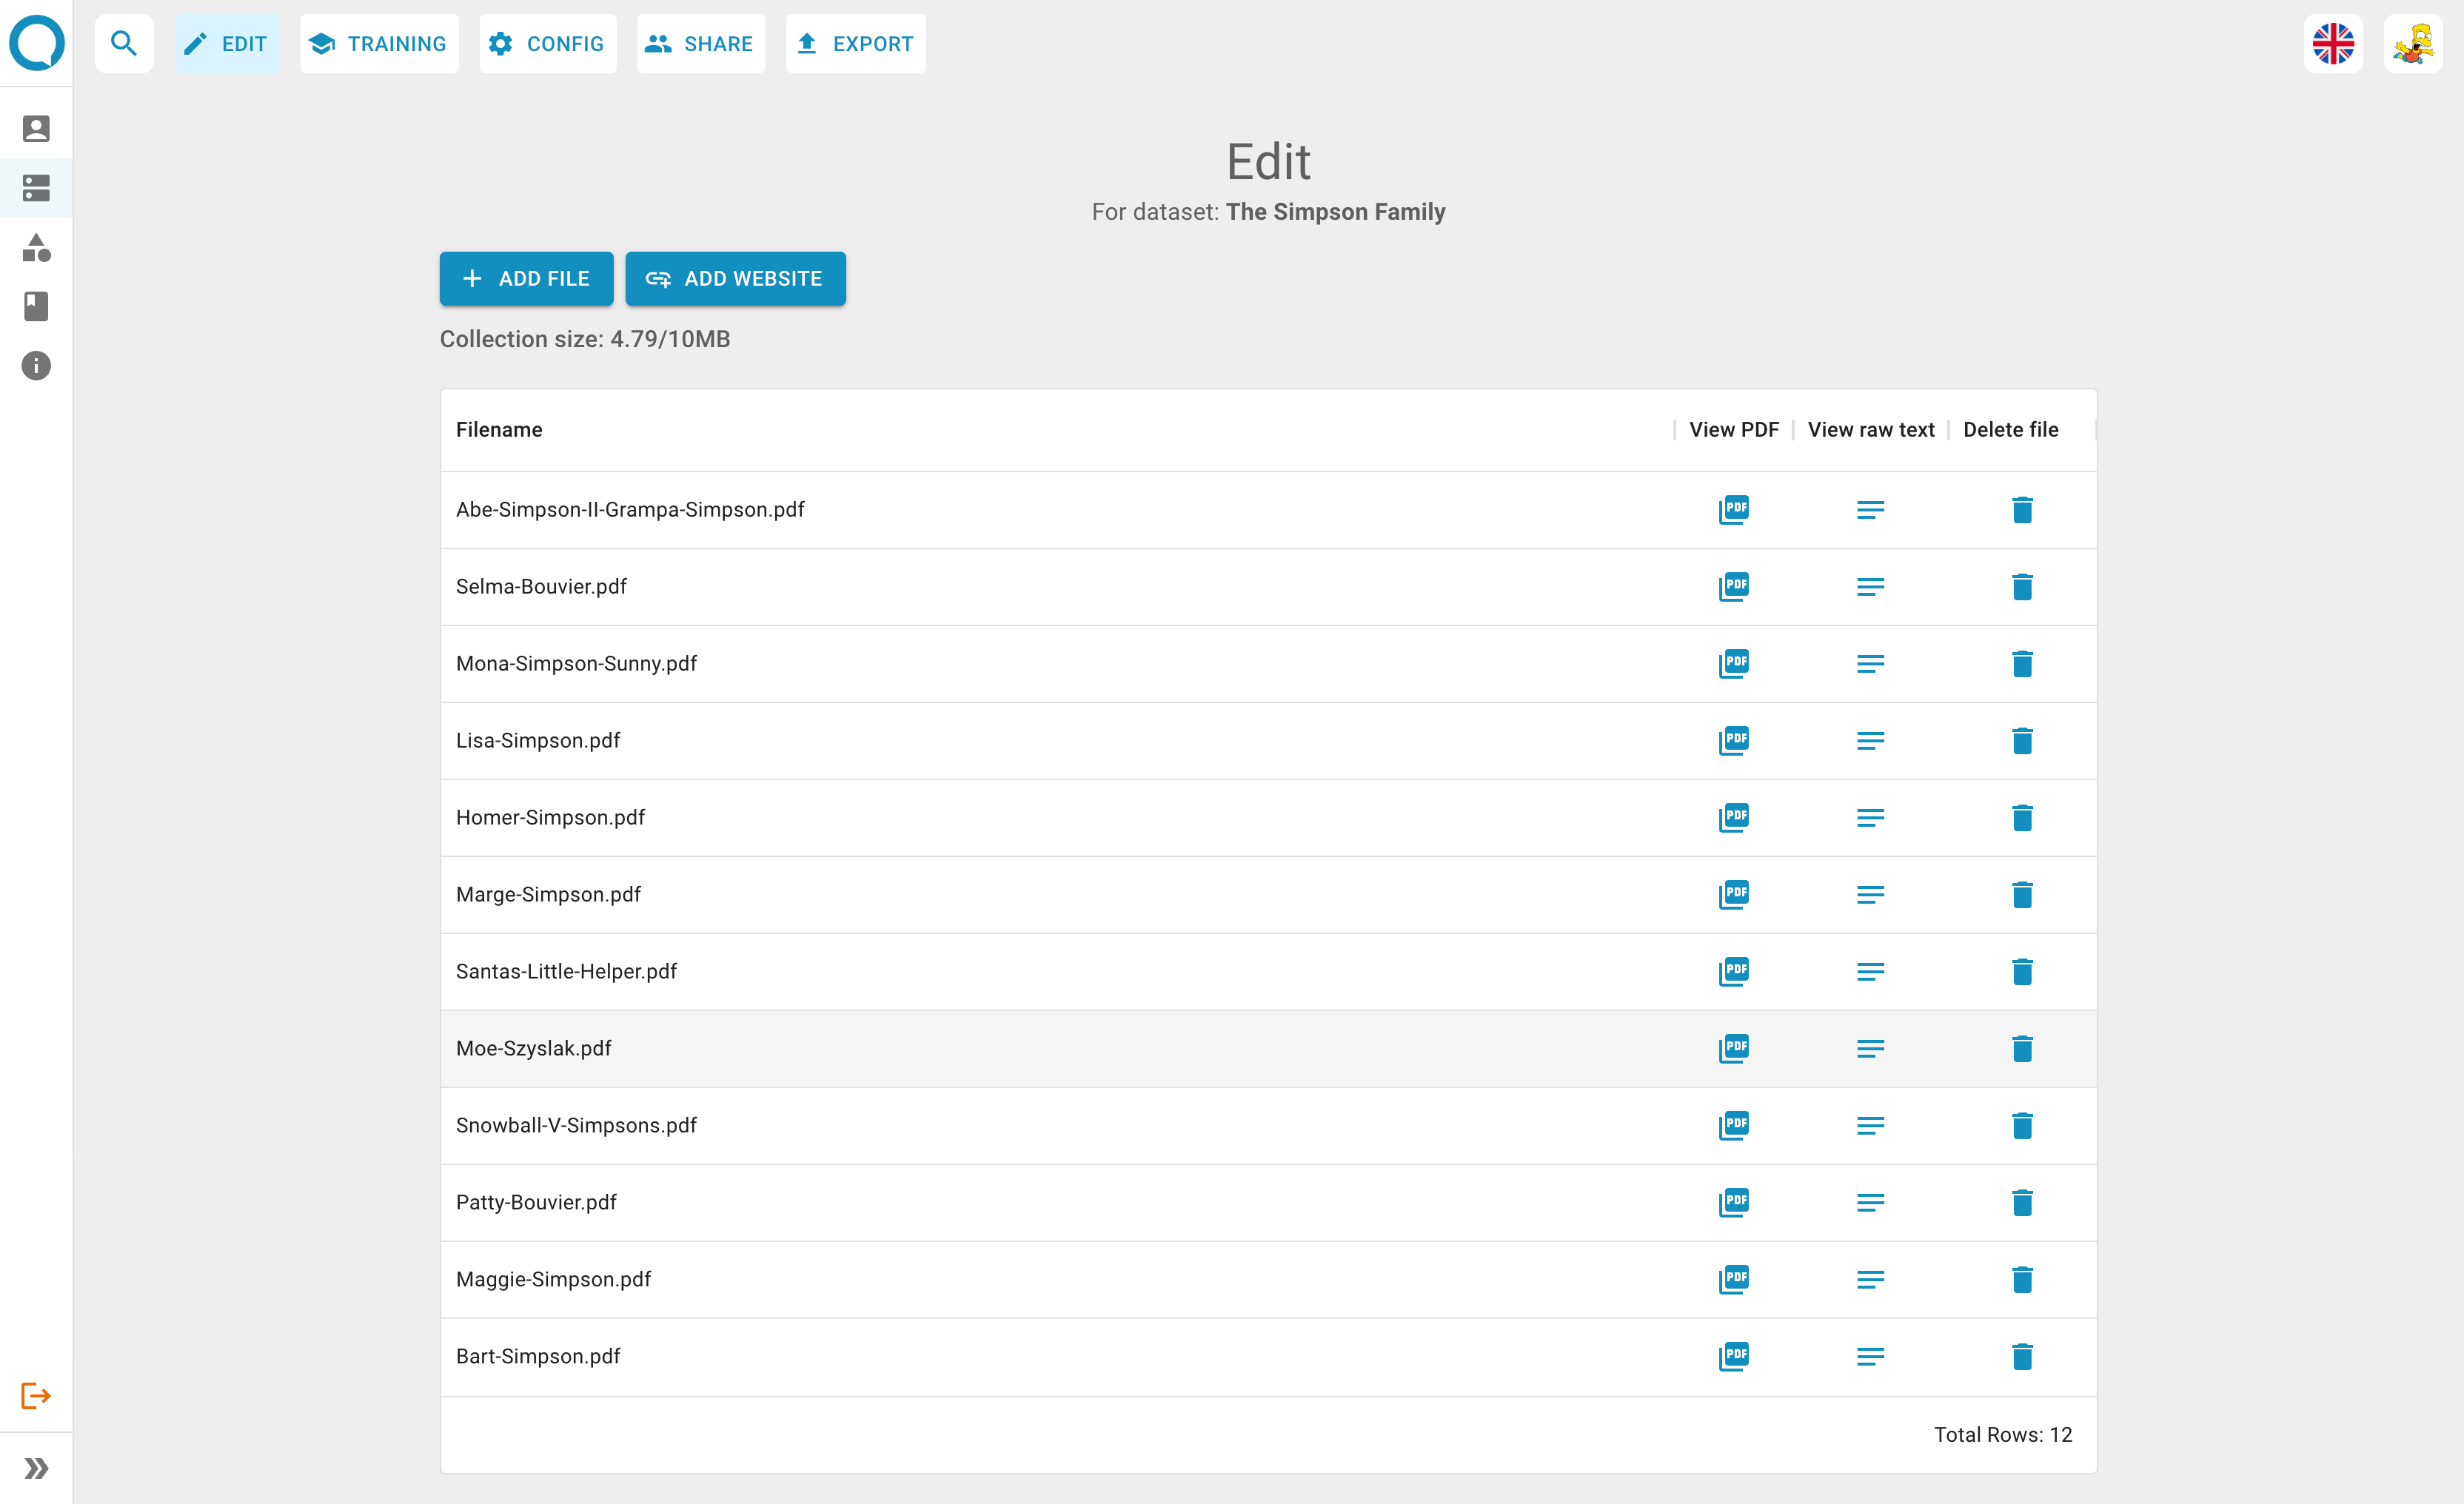 EDIT TRAINING CONFIG SHARE EXPORT
Edit
For dataset: The Simpson Family
ADD FILE ADD WEBSITE
Collection size: 4.79/10MB
Filename View PDF View raw text Delete file
Abe-Simpson-II-Grampa-Simpson.pdf PDF
Selma-Bouvier.pdf PDF
Mona-Simpson-Sunny.pdf PDF
Lisa-Simpson.pdf PDF
Homer-Simpson.pdf PDF
Marge-Simpson.pdf PDF
Santas-Little-Helper.pdf PDF
Moe-Szyslak.pdf PDF
Snowball-V-Simpsons.pdf PDF
Patty-Bouvier.pdf PDF
Maggie-Simpson.pdf PDF
Bart-Simpson.pdf PDF
Total Rows: 12